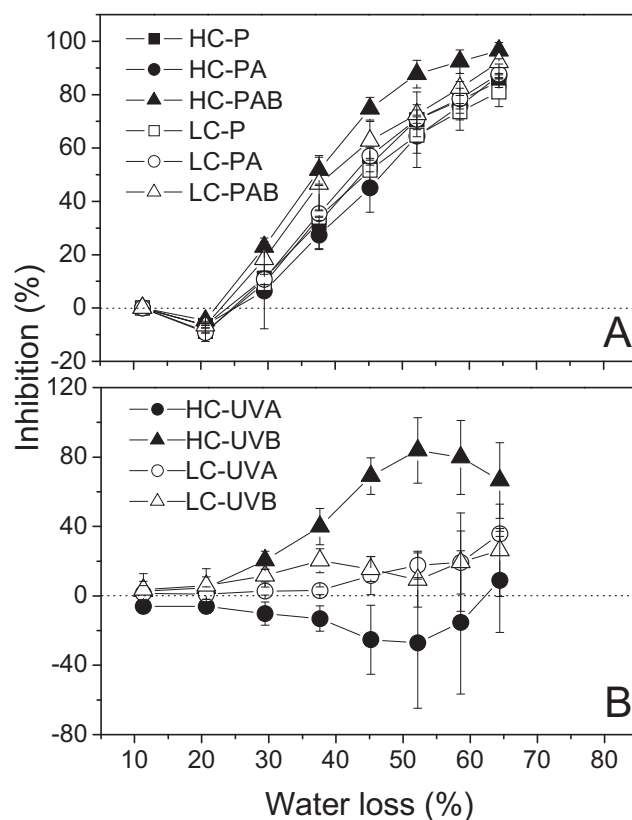 100
80
60
40
20
0
-20
HC-P
HC-PA
HC-PAB
LC-P
LC-PA
LC-PAB
A
Inhibition (%)
120
80
40
0
-40
-80
HC-UVA
HC-UVB
LC-UVA
LC-UVB
B
10 20 30 40 50 60 70 80
Water loss (%)